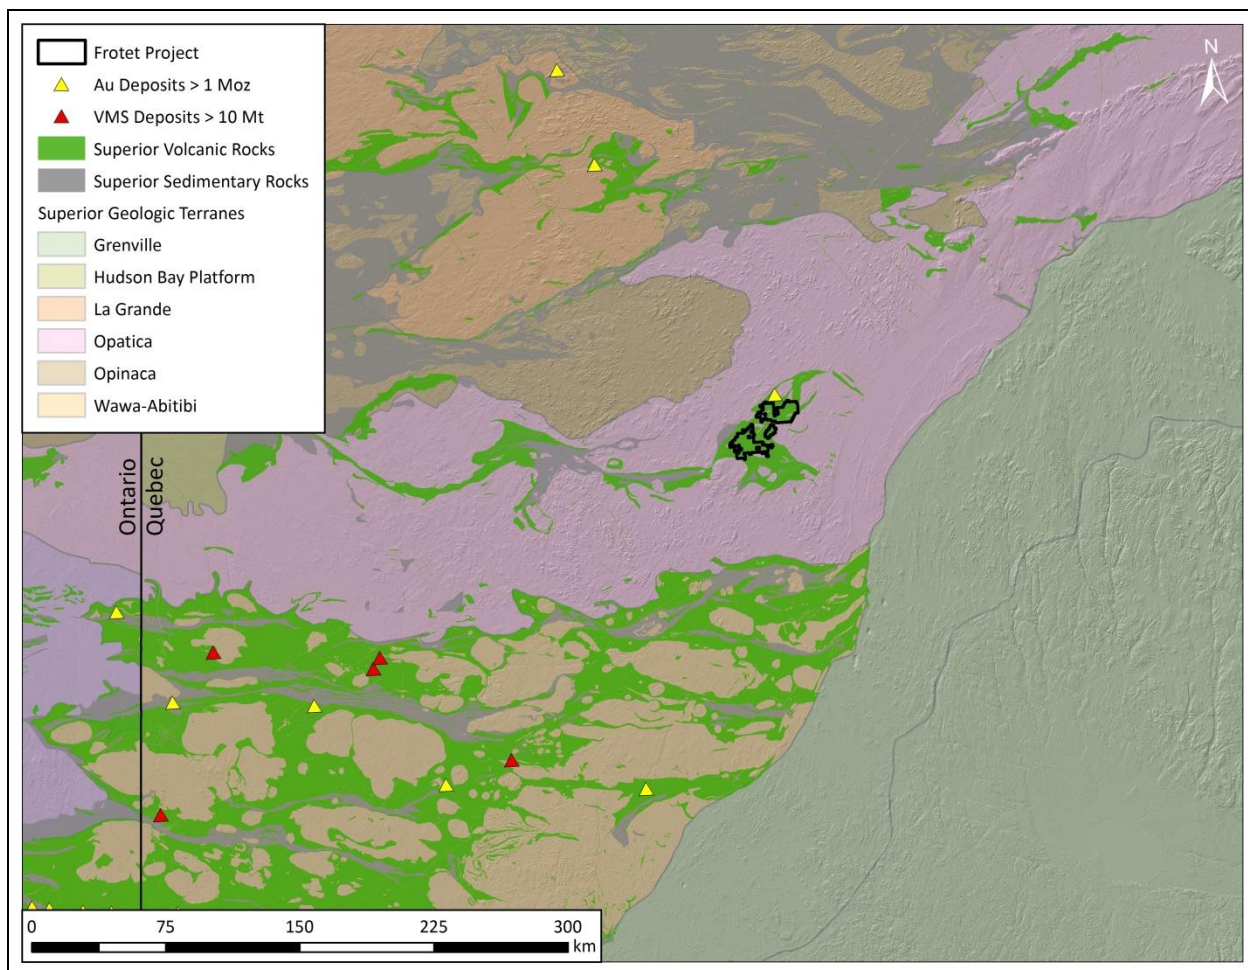 Frotet Project
Au Deposits > 1 Moz
VMS Deposits > 10 Mt
Superior Volcanic Rocks
Superior Sedimentary Rocks
Superior Geologic Terranes
Grenville
Hudson Bay Platform
La Grande
Opatica
Opinaca
Wawa-Abitibi
N
Ontario
Quebec
0 75 150 225 300
km